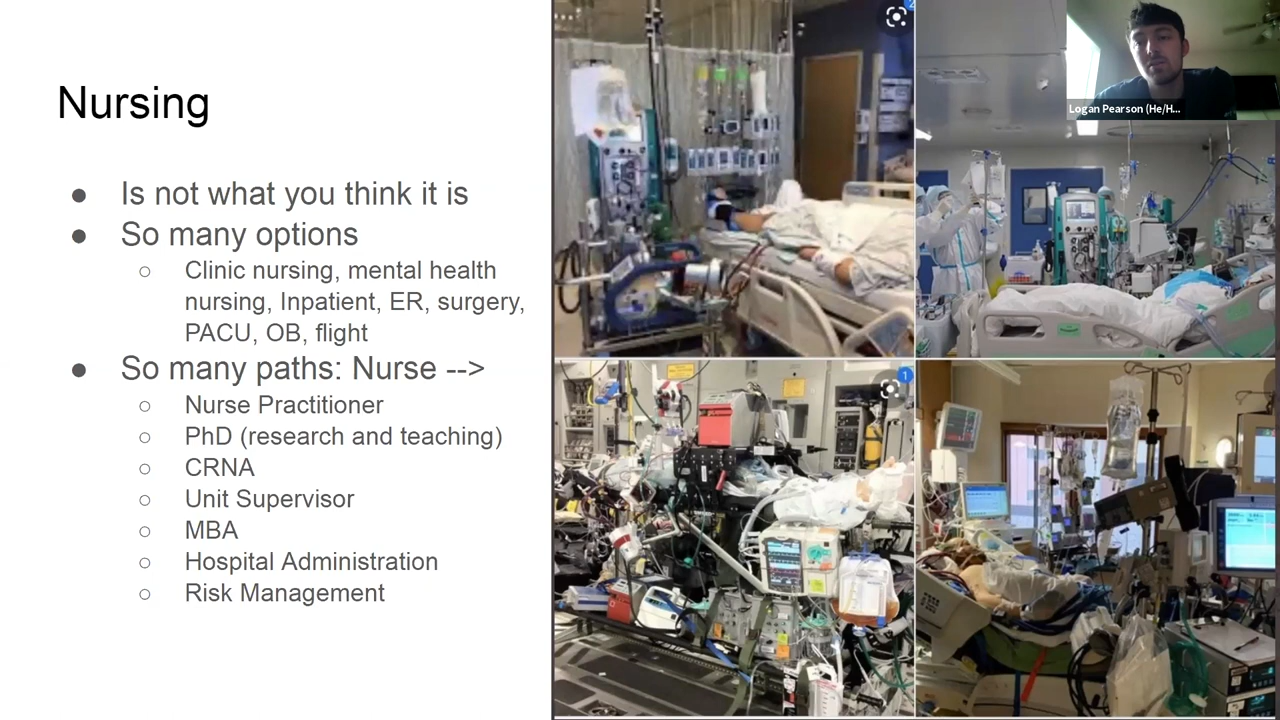 Nursing
● Is not what you think it is
● So many options
○ Clinic nursing, mental health
nursing, Inpatient, ER, surgery,
PACU, OB, flight
● So many paths: Nurse -->
○ Nurse Practitioner
○ PhD (research and teaching)
○ CRNA
○ Unit Supervisor
○ MBA
○ Hospital Administration
○ Risk Management
2
Logan Pearson (He/H...
1